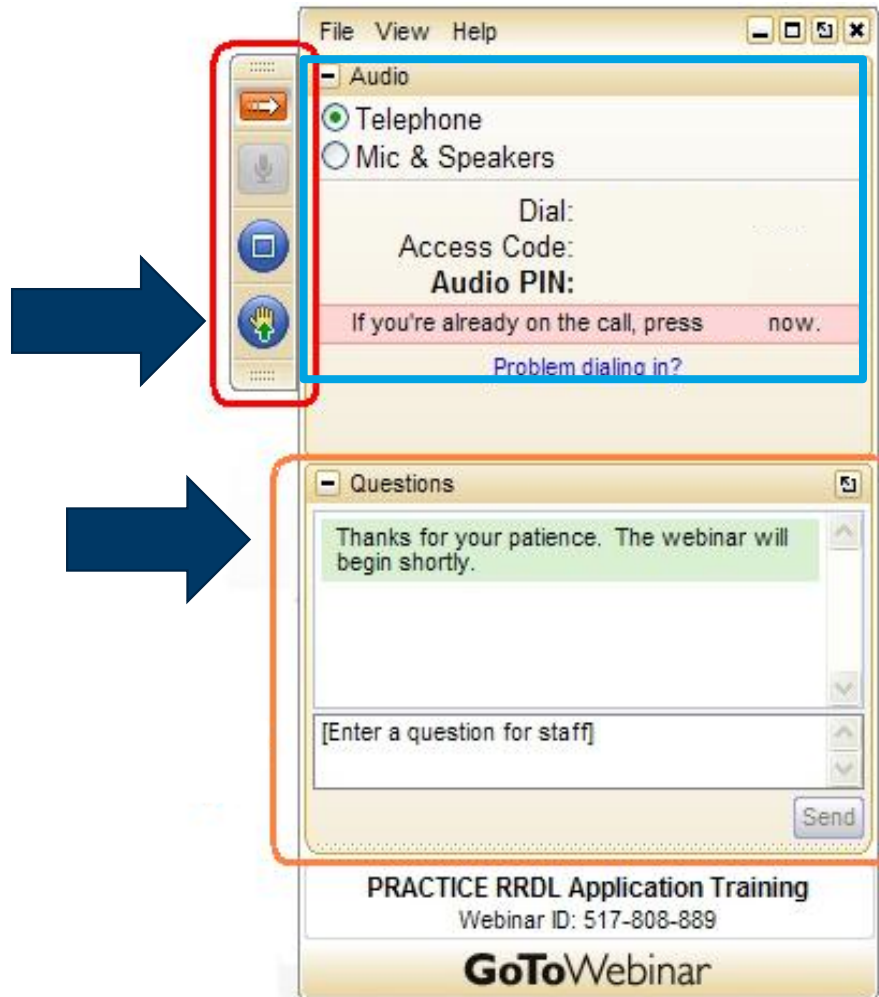 File View Help
Audio
Telephone
Mic & Speakers
Dial:
Access Code:
Audio PIN:
If you're already on the call, press now.
Problem dialing in?
Questions
Thanks for your patience. The webinar will
begin shortly.
[Enter a question for staff]
Send
PRACTICE RRDL Application Training
Webinar ID: 517-808-889
GoToWebinar